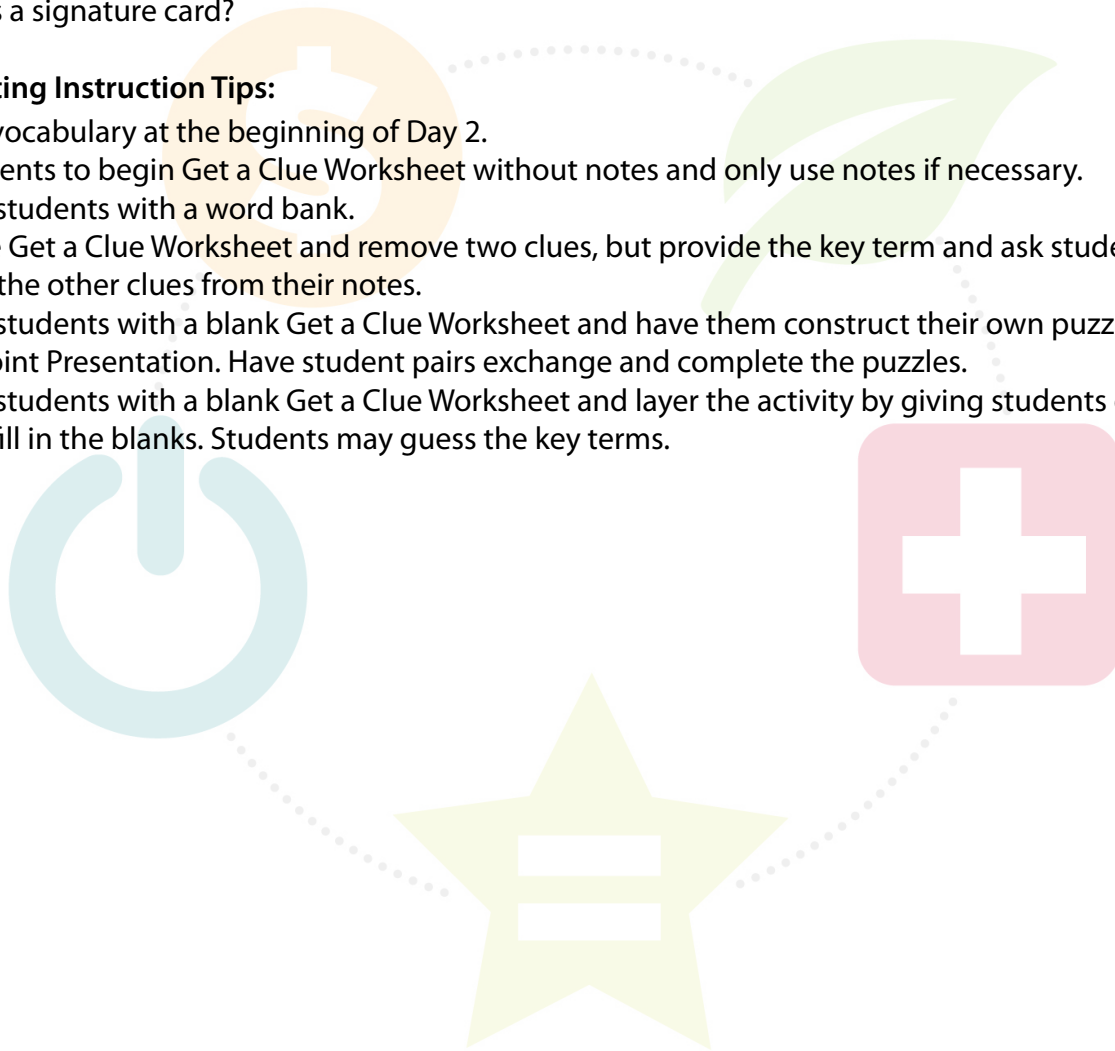 s a signature card?
ting Instruction Tips:
vocabulary at the beginning of Day 2.
ents to begin Get a Clue Worksheet without notes and only use notes if necessary.
students with a word bank.
e Get a Clue Worksheet and remove two clues, but provide the key term and ask stude
the other clues from their notes.
students with a blank Get a Clue Worksheet and have them construct their own puzz
oint Presentation. Have student pairs exchange and complete the puzzles.
students with a blank Get a Clue Worksheet and layer the activity by giving students
fill in the blanks. Students may guess the key terms.